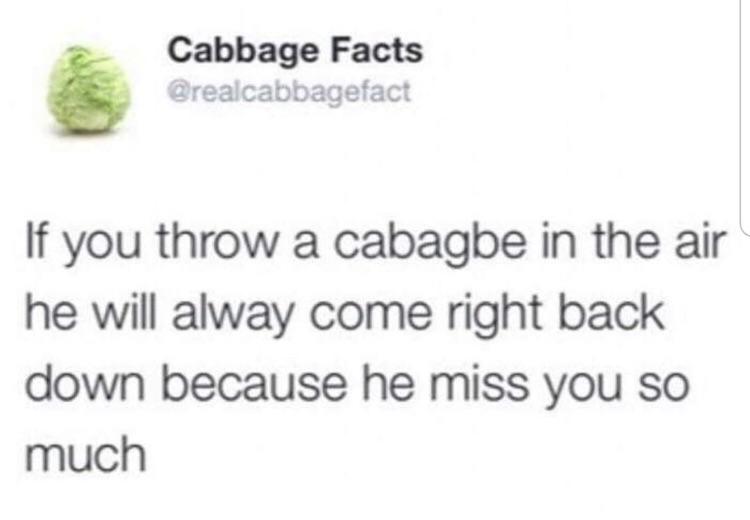 Cabbage Facts
@realcabbagefact
If you throw a cabagbe in the air
he will alway come right back
down because he miss you so
much